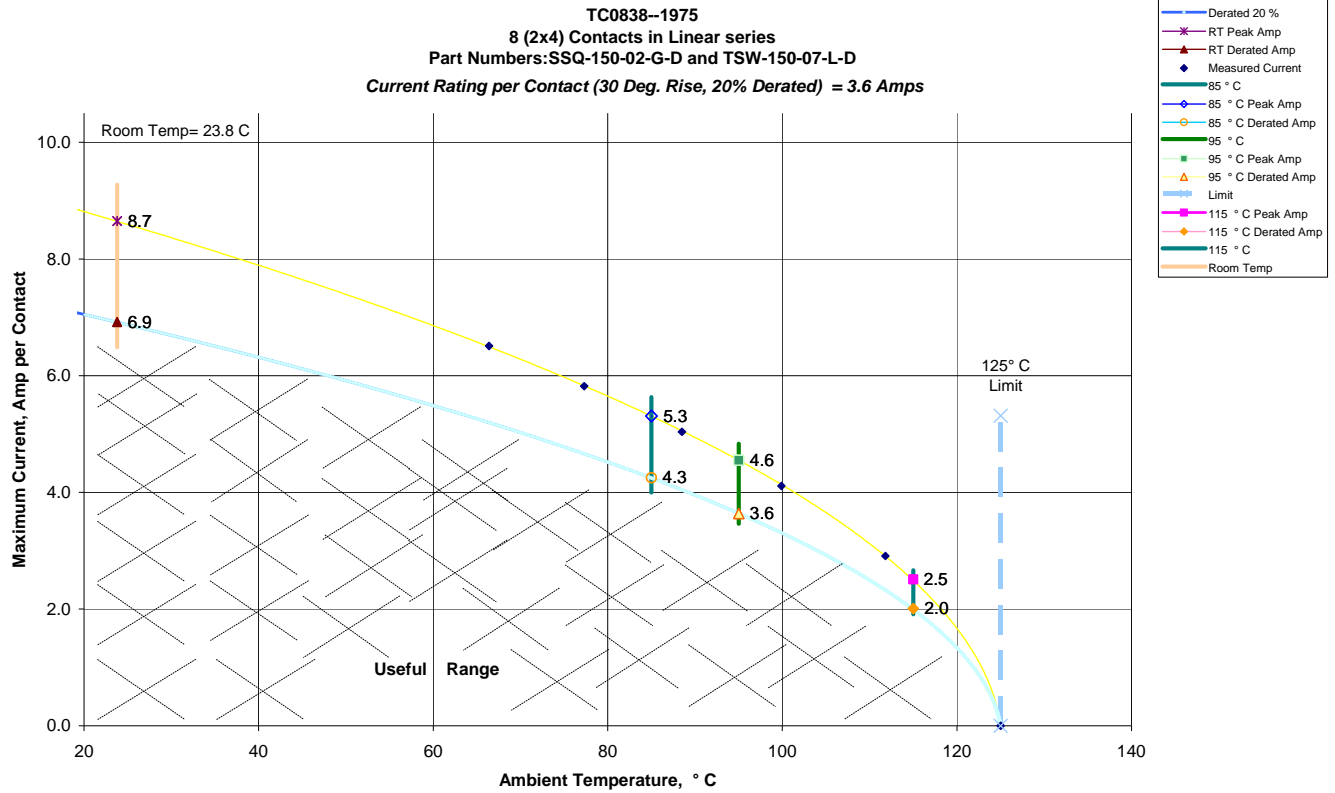 TC0838--1975
8 (2x4) Contacts in Linear series
Part Numbers:SSQ-150-02-G-D and TSW-150-07-L-D
Current Rating per Contact (30 Deg. Rise, 20% Derated) = 3.6 Amps
Derated 20 %
RT Peak Amp
RT Derated Amp
Measured Current
85 ° C
85 ° C Peak Amp
85 ° C Derated Amp
95 ° C
95 ° C Peak Amp
95 ° C Derated Amp
Limit
115 ° C Peak Amp
115 ° C Derated Amp
115 ° C
Room Temp
Room Temp= 23.8 C
Maximum Current, Amp per Contact
10.0
8.0
6.0
4.0
2.0
0.0
8.7
6.9
5.3
4.3
4.6
3.6
2.5
2.0
125° C
Limit
Useful Range
20
40
60
80
100
120
140
Ambient Temperature, ° C